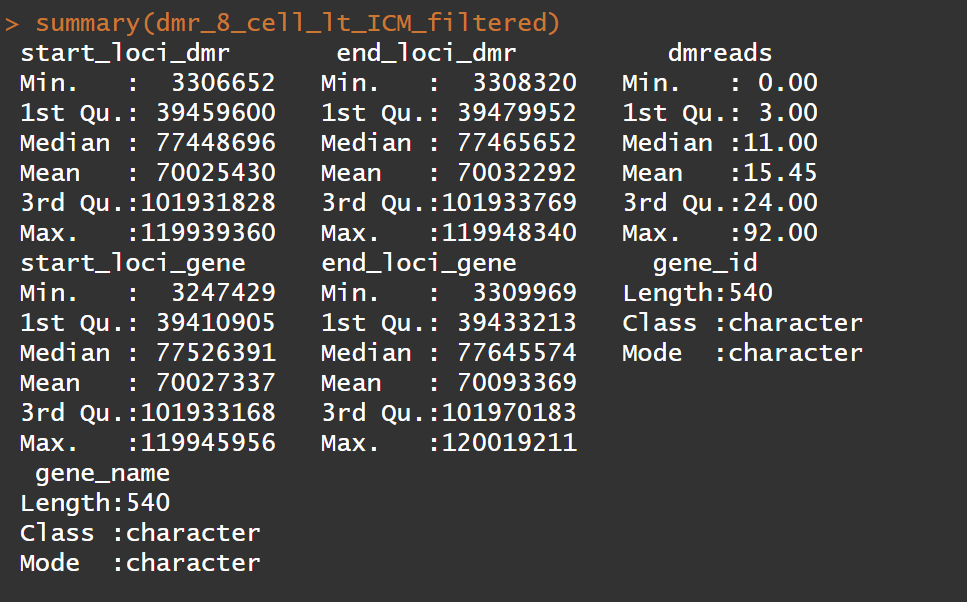 > summary(dmr_8_cell_lt_ICM_filtered)
 start_loci_dmr       end_loci_dmr          dmreads     
 Min.   :  3306652   Min.   :  3308320   Min.   : 0.00  
 1st Qu.: 39459600   1st Qu.: 39479952   1st Qu.: 3.00  
 Median : 77448696   Median : 77465652   Median :11.00  
 Mean   : 70025430   Mean   : 70032292   Mean   :15.45  
 3rd Qu.:101931828   3rd Qu.:101933769   3rd Qu.:24.00  
 Max.   :119939360   Max.   :119948340   Max.   :92.00  
 start_loci_gene     end_loci_gene         gene_id         
 Min.   :  3247429   Min.   :  3309969   Length:540        
 1st Qu.: 39410905   1st Qu.: 39433213   Class :character  
 Median : 77526391   Median : 77645574   Mode  :character  
 Mean   : 70027337   Mean   : 70093369
 3rd Qu.:101933168   3rd Qu.:101970183
 Max.   :119945956   Max.   :120019211
  gene_name
 Length:540
 Class :character
 Mode  :character